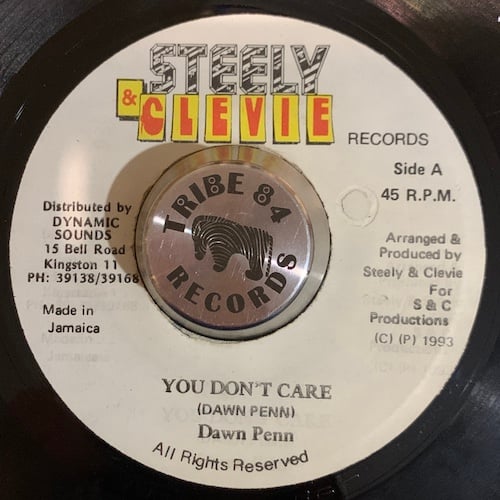 STEELY
& CLEVIE
RECORDS
Side A
45 R.P.M.
Distributed by
DYNAMIC
SOUNDS
15 Bell Road
Kingston 11
PH: 39138/39168
Made in
Jamaica
TRIBE 84
RECORDS
Arranged &
Produced by
Steely & Clevie
For
S & C
Productions
(C) (P) 1993
YOU DON'T CARE
(DAWN PENN)
Dawn Penn
All Rights Reserved